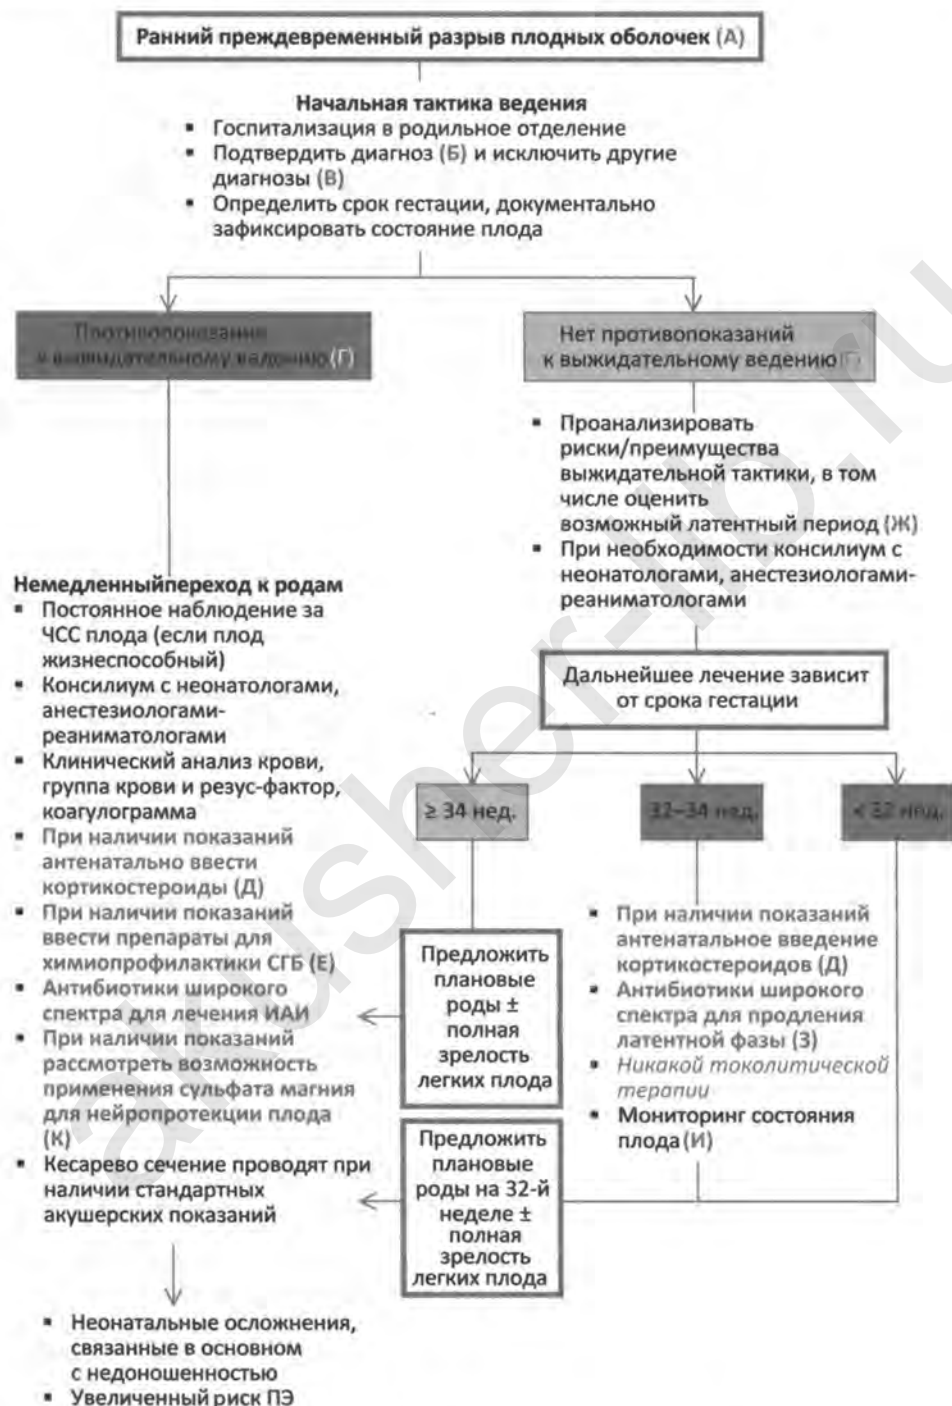 Ранний преждевременный разрыв плодных оболочек (А)
Начальная тактика ведения
▪ Госпитализация в родильное отделение
▪ Подтвердить диагноз (Б) и исключить другие
диагнозы (В)
▪ Определить срок гестации, документально
зафиксировать состояние плода
Противопоказания
к выжидательному ведению (Г)
Нет противопоказаний
к выжидательному ведению (Г)
▪ Проанализировать
риски/преимущества
выжидательной тактики, в том
числе оценить
возможный латентный период (Ж)
▪ При необходимости консилиум с
неонатологами, анестезиологами-
реаниматологами
Дальнейшее лечение зависит
от срока гестации
≥ 34 нед.
32–34 нед.
< 32 нед.
Немедленныйпереход к родам
▪ Постоянное наблюдение за
ЧСС плода (если плод
жизнеспособный)
▪ Консилиум с неонатологами,
анестезиологами-
реаниматологами
▪ Клинический анализ крови,
группа крови и резус-фактор,
коагулограмма
▪ При наличии показаний
антенатально ввести
кортикостероиды (Д)
▪ При наличии показаний
ввести препараты для
химиопрофилактики СГБ (Е)
▪ Антибиотики широкого
спектра для лечения ИАИ
▪ При наличии показаний
рассмотреть возможность
применения сульфата магния
для нейропротекции плода
(К)
▪ Кесарево сечение проводят при
наличии стандартных
акушерских показаний
Предложить
плановые
роды ±
полная
зрелость
легких плода
▪ При наличии показаний
антенатальное введение
кортикостероидов (Д)
▪ Антибиотики широкого
спектра для продления
латентной фазы (З)
▪ Никакой токолитической
терапии
▪ Мониторинг состояния
плода (И)
Предложить
плановые
роды на 32-й
неделе ±
полная
зрелость
легких плода
▪ Неонатальные осложнения,
связанные в основном
с недоношенностью
▪ Увеличенный риск ПЭ
akusher-lib.ru